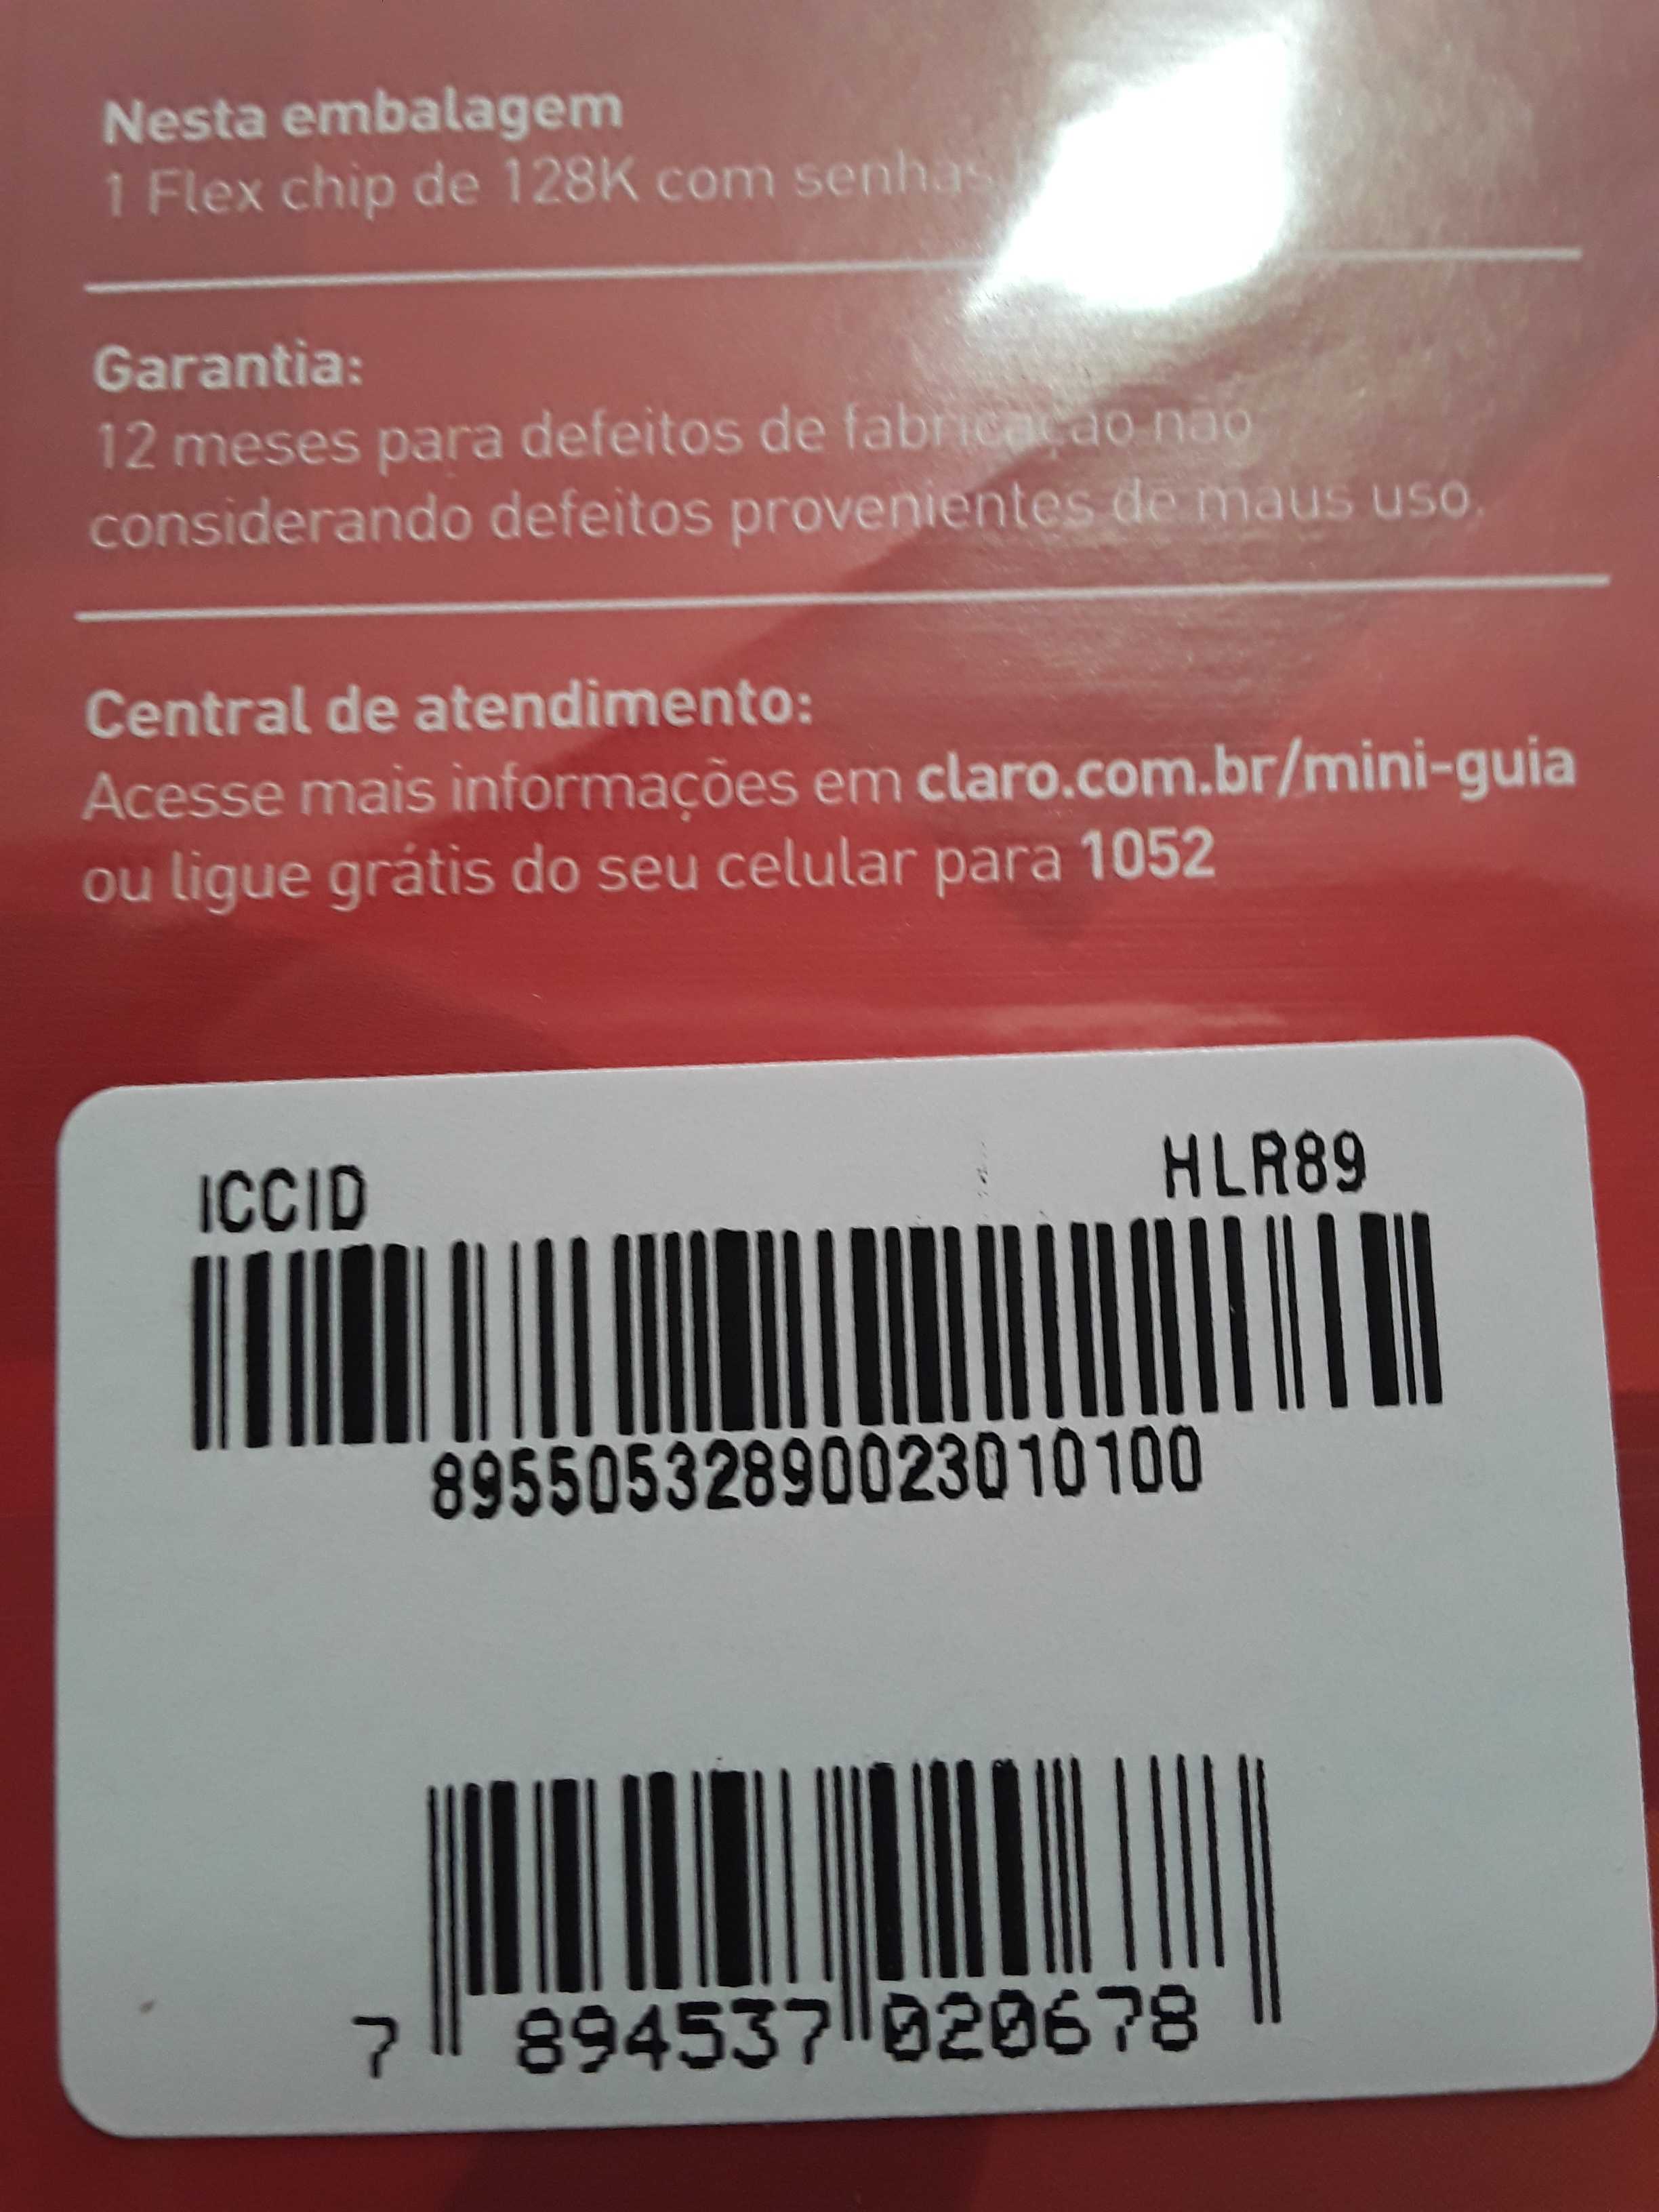 Nesta embalagem
1 Flex chip de 128K com senhas
Garantia:
12 meses para defeitos de fabricação não
considerando defeitos provenientes de maus uso.
Central de atendimento:
Acesse mais informações em claro.com.br/mini-guia
ou ligue grátis do seu celular para 1052
ICCID HLR89
89550532890023010100
7 894537 020678